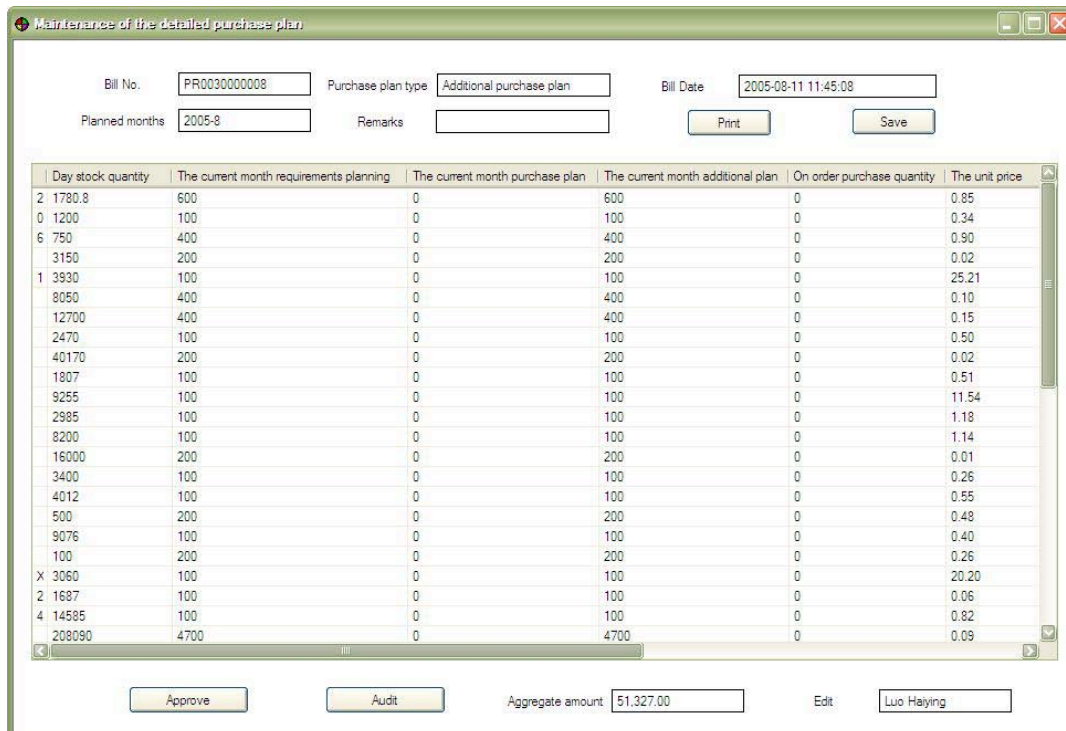 Maintenance of the detailed purchase plan
Bill No. PR0030000008 Purchase plan type Additional purchase plan Bill Date 2005-08-11 11:45:08
Planned months 2005-8 Remarks Print Save
Day stock quantity The current month requirements planning The current month purchase plan The current month additional plan On order purchase quantity The unit price
2 1780.8 600 0 600 0 0.85
0 1200 100 0 100 0 0.34
6 750 400 0 400 0 0.90
3150 200 0 200 0 0.02
1 3930 100 0 100 0 25.21
8050 400 0 400 0 0.10
12700 400 0 400 0 0.15
2470 100 0 100 0 0.50
40170 200 0 200 0 0.02
1807 100 0 100 0 0.51
9255 100 0 100 0 11.54
2985 100 0 100 0 1.18
8200 100 0 100 0 1.14
16000 200 0 200 0 0.01
3400 100 0 100 0 0.26
4012 100 0 100 0 0.55
500 200 0 200 0 0.48
9076 100 0 100 0 0.40
100 200 0 200 0 0.26
X 3060 100 0 100 0 20.20
2 1687 100 0 100 0 0.06
4 14585 100 0 100 0 0.82
208090 4700 0 4700 0 0.09
Approve Audit Aggregate amount 51,327.00 Edit Luo Haiying